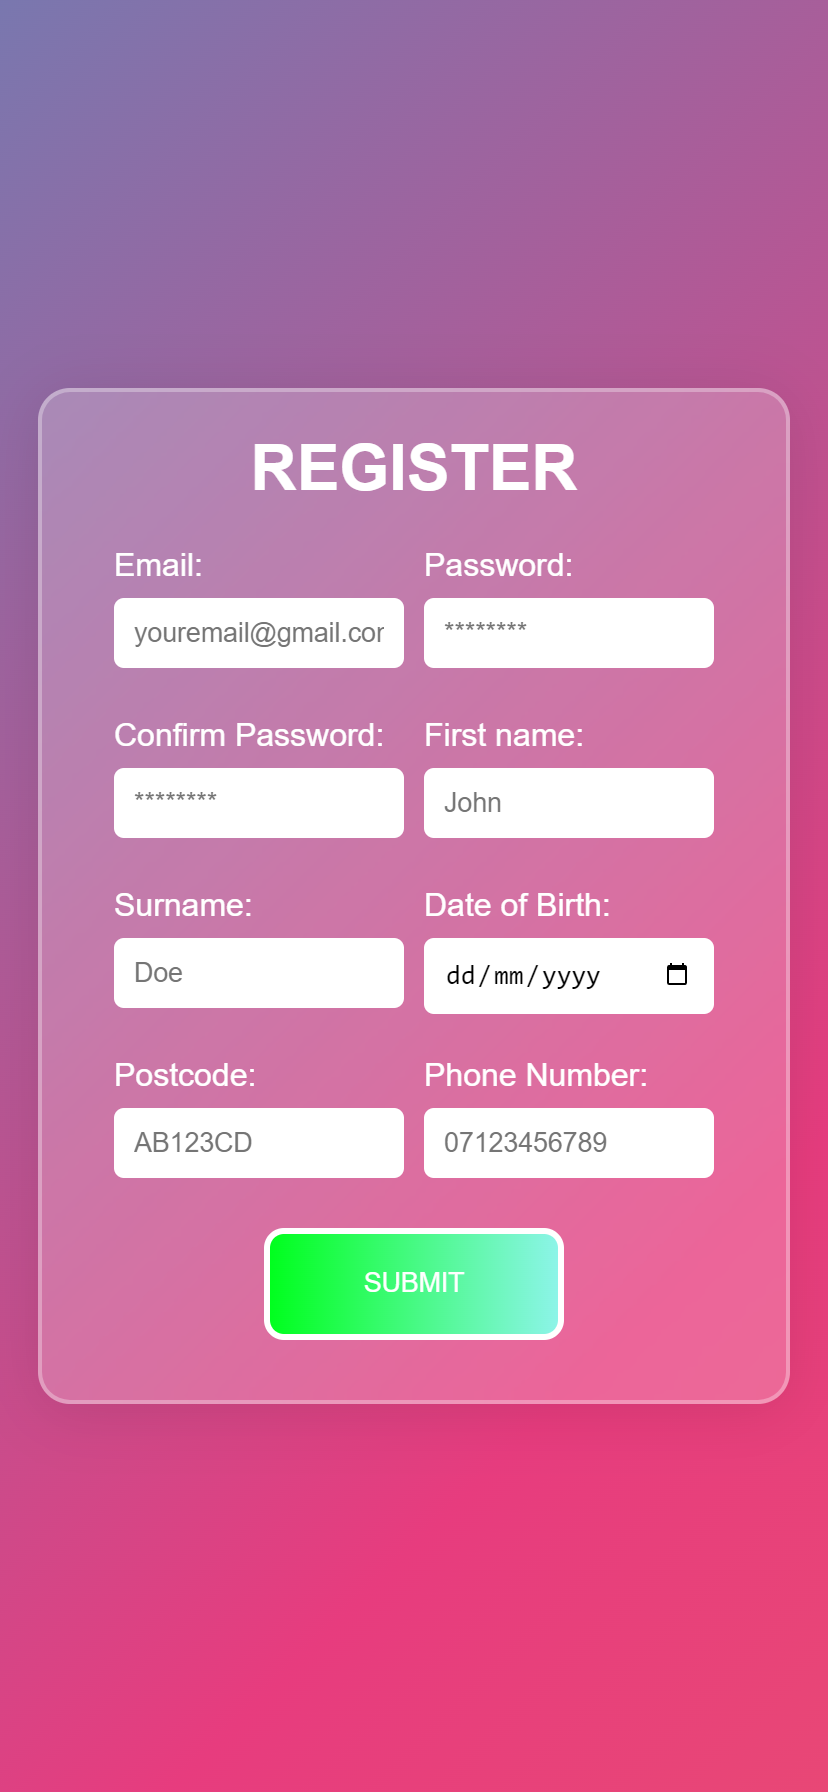 REGISTER
Email: Password:
youremail@gmail.cor ********
Confirm Password: First name:
******** John
Surname: Date of Birth:
Doe dd/mm/yyyy
Postcode: Phone Number:
AB123CD 07123456789
SUBMIT